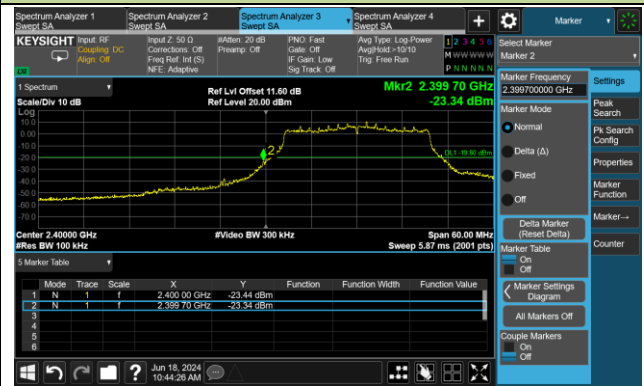 Spectrum Analyzer 1
Swept SA
Spectrum Analyzer 2
Swept SA
Spectrum Analyzer 3
Swept SA
Spectrum Analyzer 4
Swept SA
Marker
KEYSIGHT
Input: RF
Coupling: DC
Align: Off
Input Z: 50 Ω
Corrections: Off
Freq Ref: Int (S)
NFE: Adaptive
#Atten: 20 dB
Preamp: Off
PNO: Fast
Gate: Off
IF Gain: Low
Sig Track: Off
Avg Type: Log-Power
Avg|Hold:>10/10
Trig: Free Run
1 2 3 4 5 6
M W W W W W
P N N N N N
Select Marker
Marker 2
1 Spectrum
Scale/Div 10 dB
Ref Lvl Offset 11.60 dB
Ref Level 20.00 dBm
Mkr2 2.399 70 GHz
-23.34 dBm
Log
10.0
0.00
-10.0
-20.0
-30.0
-40.0
-50.0
-60.0
-70.0
2
1
Center 2.40000 GHz
#Res BW 100 kHz
#Video BW 300 kHz
Span 60.00 MHz
Sweep 5.87 ms (2001 pts)
5 Marker Table
Mode Trace Scale X Y Function Function Width Function Value
1 N 1 f 2.400 00 GHz -23.44 dBm
2 N 1 f 2.399 70 GHz -23.34 dBm
3
4
5
6
Jun 18, 2024
10:44:26 AM
Marker Frequency
2.399700000 GHz
Marker Mode
Normal
Delta (Δ)
Fixed
Off
Delta Marker
(Reset Delta)
Marker Table
On
Off
Marker Settings
Diagram
All Markers Off
Couple Markers
On
Off
Settings
Peak
Search
Pk Search
Config
Properties
Marker
Function
Marker→
Counter